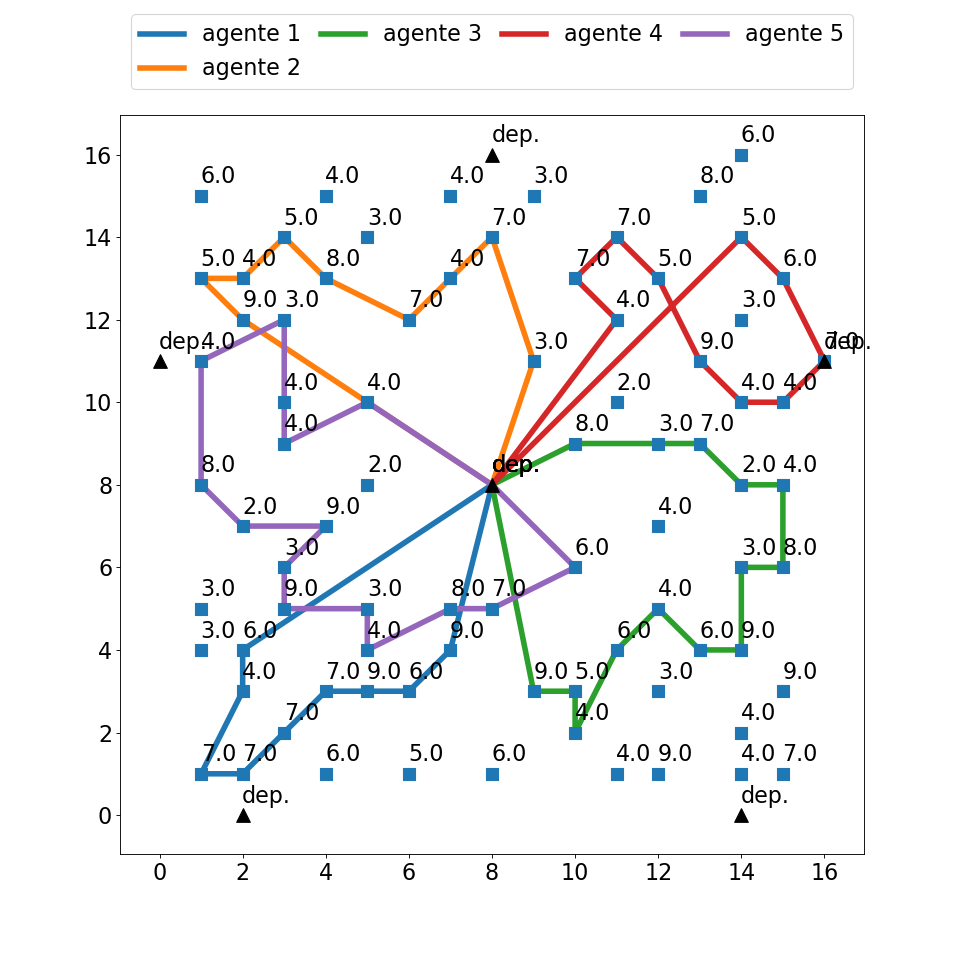 agente 1 agente 3 agente 4 agente 5
agente 2
dep. 6.0
16
6.0 4.0 4.0 3.0 8.0
5.0 3.0 7.0 7.0 5.0
14
5.0 4.0 8.0 4.0 7.0 5.0 6.0
9.0 3.0 7.0 4.0 3.0
12
dep. 4.0 3.0 9.0 7.0 dep.
4.0 4.0 2.0 4.0 4.0
10
4.0 8.0 3.0 7.0
8.0 2.0 dep. dep. 2.0 4.0
8
2.0 9.0 4.0
3.0 6.0 3.0 8.0
6
3.0 9.0 3.0 8.0 7.0 4.0
3.0 6.0 4.0 9.0 6.0 6.0 9.0
4
4.0 7.0 9.0 6.0 9.0 5.0 3.0 9.0
7.0 4.0 4.0
2
7.0 7.0 6.0 5.0 6.0 4.0 9.0 4.0 7.0
dep. dep.
0
0 2 4 6 8 10 12 14 16